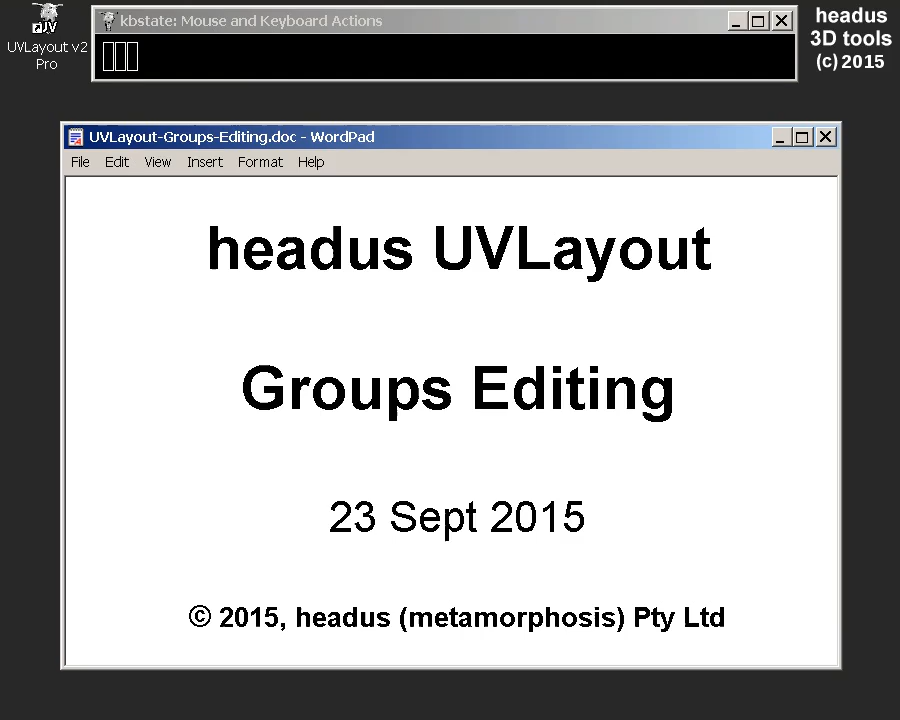 UVLayout v2
Pro
kbstate: Mouse and Keyboard Actions
headus
3D tools
(c) 2015
UVLayout-Groups-Editing.doc - WordPad
File Edit View Insert Format Help
headus UVLayout
Groups Editing
23 Sept 2015
© 2015, headus (metamorphosis) Pty Ltd